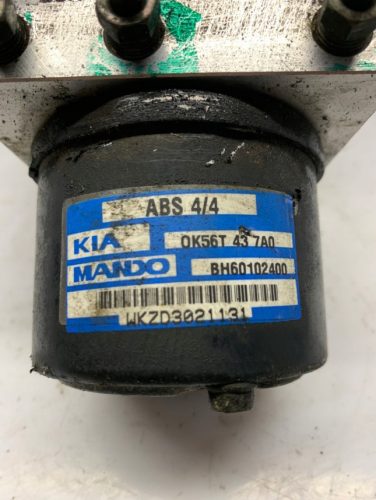 ABS 4/4
KIA 0K56T 43 7A0
MANDO BH60102400
WKZD3021131